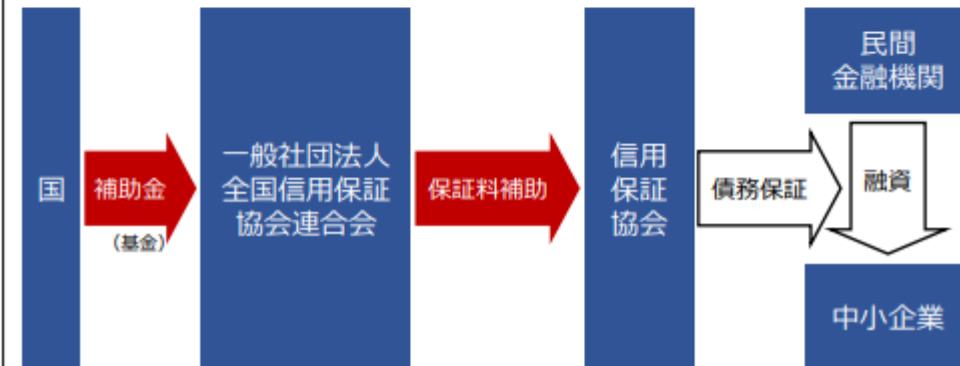 国
補助金
（基金）
一般社団法人
全国信用保証
協会連合会
保証料補助
信用
保証
協会
債務保証
民間
金融機関
融資
中小企業